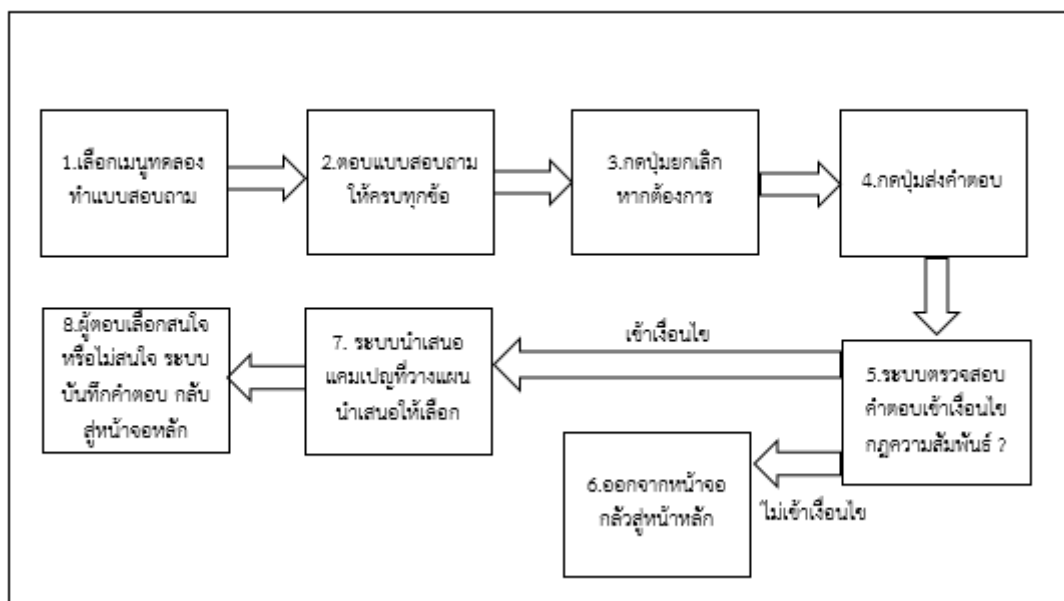 1.เลือกเมนูทดลอง
ทำแบบสอบถาม
2.ตอบแบบสอบถาม
ให้ครบทุกข้อ
3.กดปุ่มยกเลิก
หากต้องการ
4.กดปุ่มส่งคำตอบ
5.ระบบตรวจสอบ
คำตอบเข้าเงื่อนไข
กฎความสัมพันธ์ ?
ไม่เข้าเงื่อนไข
6.ออกจากหน้าจอ
กลัวสู่หน้าหลัก
เข้าเงื่อนไข
7. ระบบนำเสนอ
แคมเปญที่วางแผน
นำเสนอให้เลือก
8.ผู้ตอบเลือกสนใจ
หรือไม่สนใจ ระบบ
บันทึกคำตอบ กลับ
สู่หน้าจอหลัก